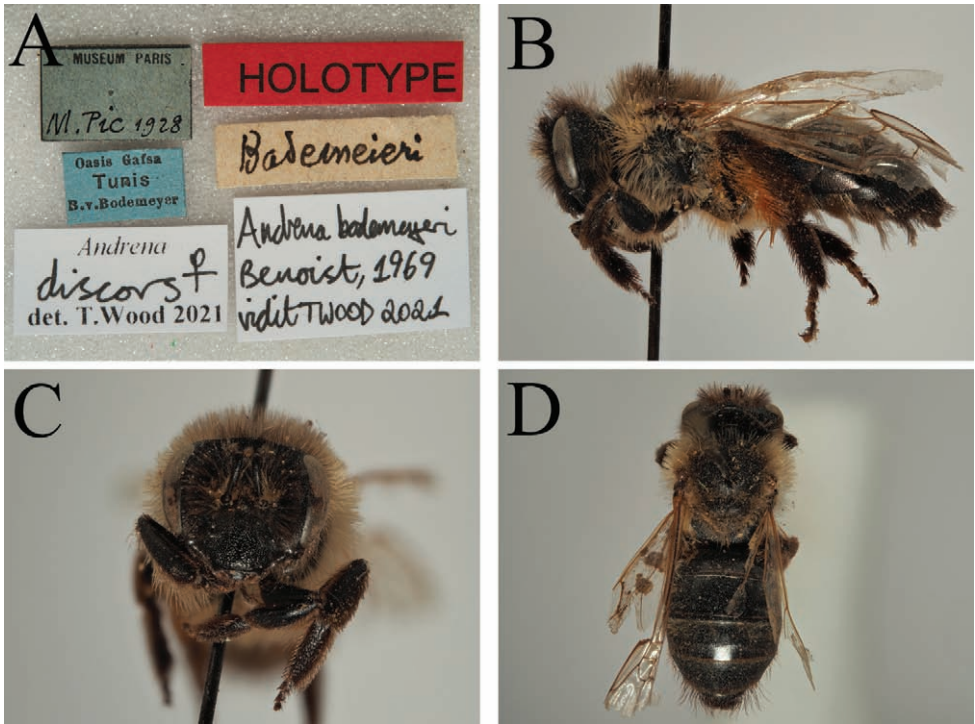 A
MUSEUM PARIS
M. Pic 1928
HOLOTYPE
Bademeieri
Oasis Gafsa
Tunis
B.v.Bodemeyer
Andrena
discors ♀
det. T.Wood 2021
Andrena bodemeyeri
Benoist, 1969
vidit TWOOD 2021
B
C
D